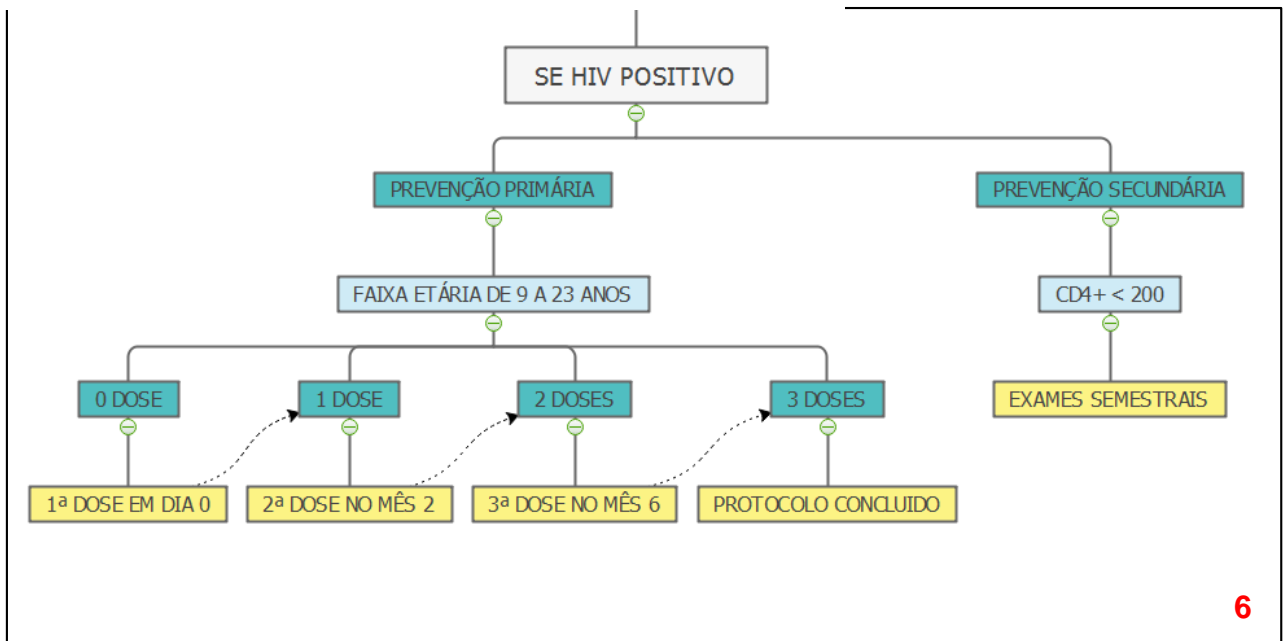 SE HIV POSITIVO
PREVENÇÃO PRIMÁRIA
PREVENÇÃO SECUNDÁRIA
FAIXA ETÁRIA DE 9 A 23 ANOS
CD4+ < 200
0 DOSE
1 DOSE
2 DOSES
3 DOSES
EXAMES SEMESTRAIS
1ª DOSE EM DIA 0
2ª DOSE NO MÊS 2
3ª DOSE NO MÊS 6
PROTOCOLO CONCLUIDO
6